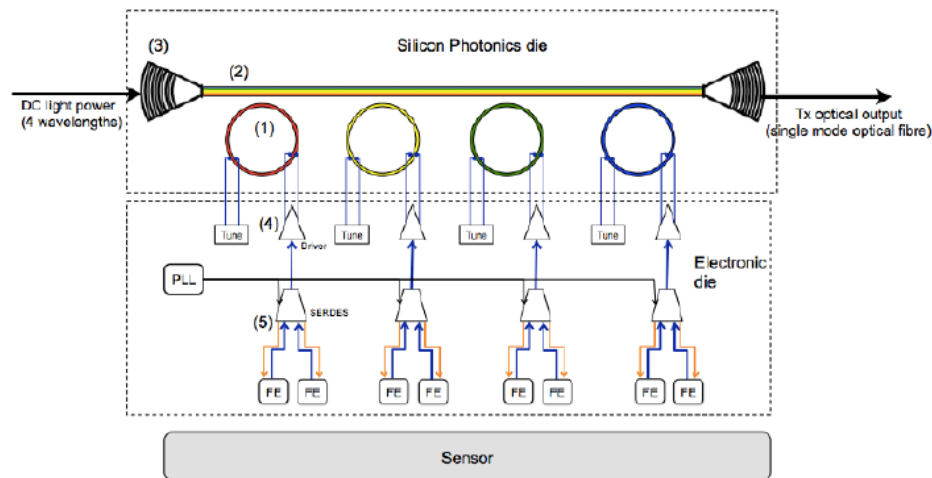 Silicon Photonics die
(3)
(2)
DC light power
(4 wavelengths)
Tx optical output
(single mode optical fibre)
(1)
Tune
(4)
Driver
Tune
Tune
Tune
Electronic
die
PLL
(5)
SERDES
FE
FE
FE
FE
FE
FE
FE
FE
Sensor